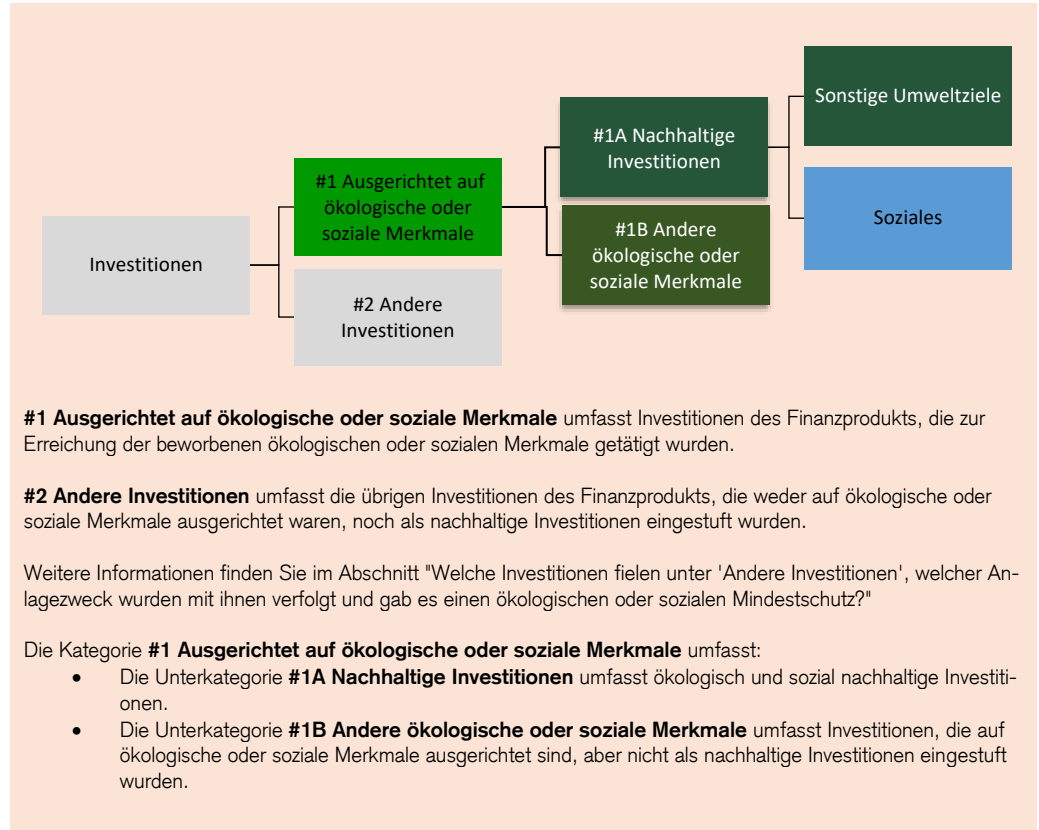 Investitionen
#1 Ausgerichtet auf
ökologische oder
soziale Merkmale
#2 Andere
Investitionen
#1A Nachhaltige
Investitionen
#1B Andere
ökologische oder
soziale Merkmale
Sonstige Umweltziele
Soziales
#1 Ausgerichtet auf ökologische oder soziale Merkmale umfasst Investitionen des Finanzprodukts, die zur
Erreichung der beworbenen ökologischen oder sozialen Merkmale getätigt wurden.
#2 Andere Investitionen umfasst die übrigen Investitionen des Finanzprodukts, die weder auf ökologische oder
soziale Merkmale ausgerichtet waren, noch als nachhaltige Investitionen eingestuft wurden.
Weitere Informationen finden Sie im Abschnitt "Welche Investitionen fielen unter 'Andere Investitionen', welcher An-
lagezweck wurden mit ihnen verfolgt und gab es einen ökologischen oder sozialen Mindestschutz?"
Die Kategorie #1 Ausgerichtet auf ökologische oder soziale Merkmale umfasst:
• Die Unterkategorie #1A Nachhaltige Investitionen umfasst ökologisch und sozial nachhaltige Investiti-
onen.
• Die Unterkategorie #1B Andere ökologische oder soziale Merkmale umfasst Investitionen, die auf
ökologische oder soziale Merkmale ausgerichtet sind, aber nicht als nachhaltige Investitionen eingestuft
wurden.